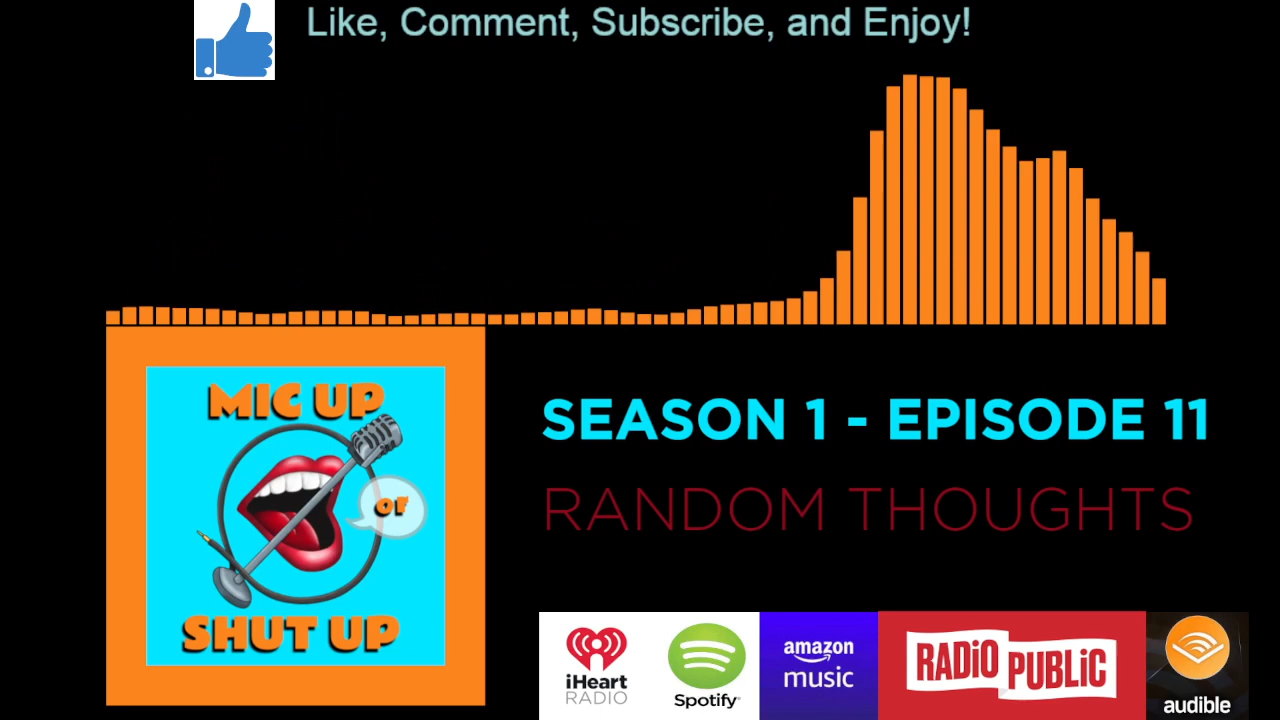 Like, Comment, Subscribe, and Enjoy!
MIC UP
or
SHUT UP
SEASON 1 - EPISODE 11
RANDOM THOUGHTS
iHeart
RADIO
Spotify
amazon
music
RADiO
PUBLiC
audible